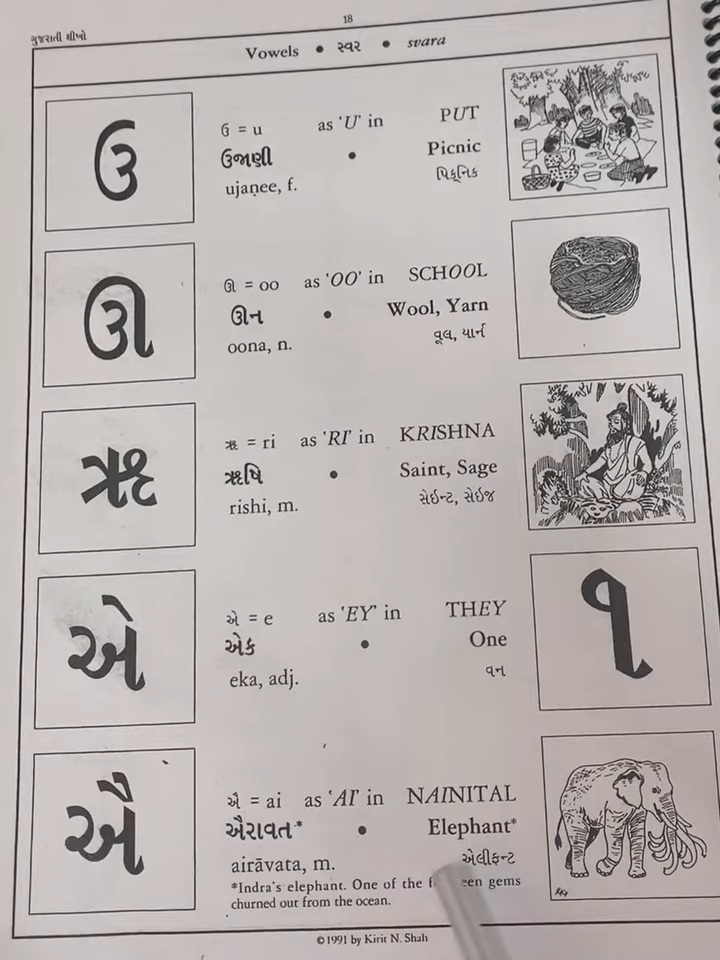 18
ગુજરાતી શીખો
Vowels • સ્વર • svara
ઉ
ઉ = u as 'U' in PUT
ઉજાણી • Picnic
ujaṇee, f. પિક્નિક
ઊ
ઊ = oo as 'OO' in SCHOOL
ઊન • Wool, Yarn
oona, n. વૂલ, યાર્ન
ઋ
ઋ = ri as 'RI' in KRISHNA
ઋષિ • Saint, Sage
rishi, m. સેઇન્ટ, સેઇજ
એ
એ = e as 'EY' in THEY
એક • One
eka, adj. વન
૧
ઐ
ઐ = ai as 'AI' in NAINITAL
ઐરાવત* • Elephant*
airāvata, m. એલીફન્ટ
*Indra's elephant. One of the gems
churned out from the ocean.
©1991 by Kirit N. Shah